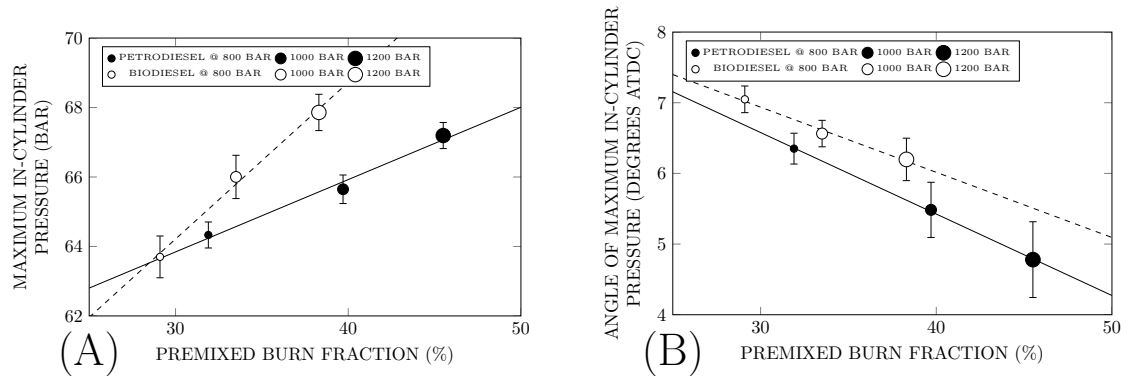 70
68
66
64
62
30
40
50
MAXIMUM IN-CYLINDER
PRESSURE (BAR)
PREMIXED BURN FRACTION (%)
PETRODIESEL @ 800 BAR 1000 BAR 1200 BAR
BIODIESEL @ 800 BAR 1000 BAR 1200 BAR
(A)
8
7
6
5
4
30
40
50
ANGLE OF MAXIMUM IN-CYLINDER
PRESSURE (DEGREES ATDC)
PREMIXED BURN FRACTION (%)
PETRODIESEL @ 800 BAR 1000 BAR 1200 BAR
BIODIESEL @ 800 BAR 1000 BAR 1200 BAR
(B)